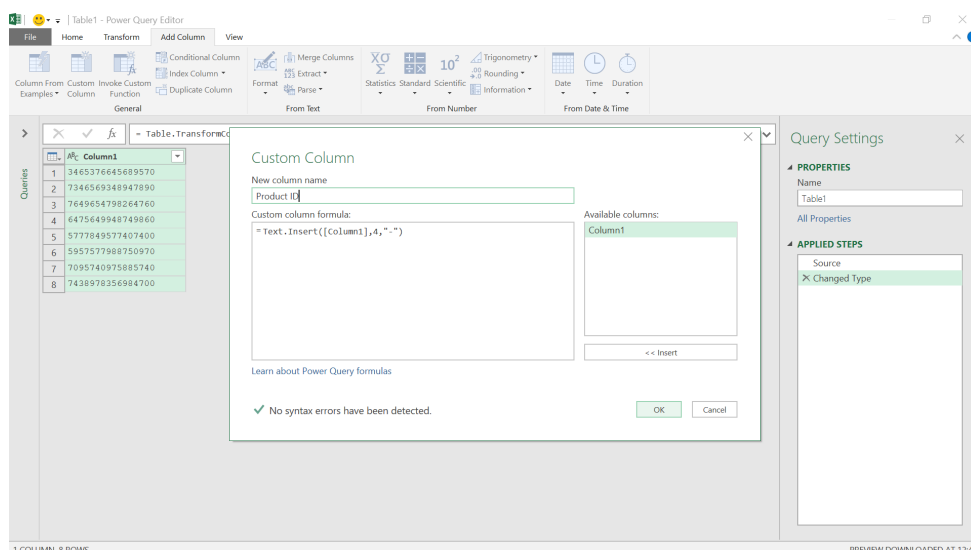 Table1 - Power Query Editor
File Home Transform Add Column View
Column From Examples
Custom Column
Invoke Custom Function
Conditional Column
Index Column
Duplicate Column
General
Format
Merge Columns
Extract
Parse
From Text
Statistics
Standard
Scientific
Trigonometry
Rounding
Information
From Number
Date
Time
Duration
From Date & Time
Queries
= Table.TransformCo
Column1
1 3465376645689570
2 7346569348947890
3 7649654798264760
4 6475649948749860
5 5777849577407400
6 5957577988750970
7 7095740975885740
8 7438978356984700
Custom Column
New column name
Product ID
Custom column formula:
=Text.Insert([Column1],4,"-")
Available columns:
Column1
<< Insert
Learn about Power Query formulas
No syntax errors have been detected.
OK Cancel
Query Settings
PROPERTIES
Name
Table1
All Properties
APPLIED STEPS
Source
Changed Type
1 COLUMN, 8 ROWS
PREVIEW DOWNLOADED AT